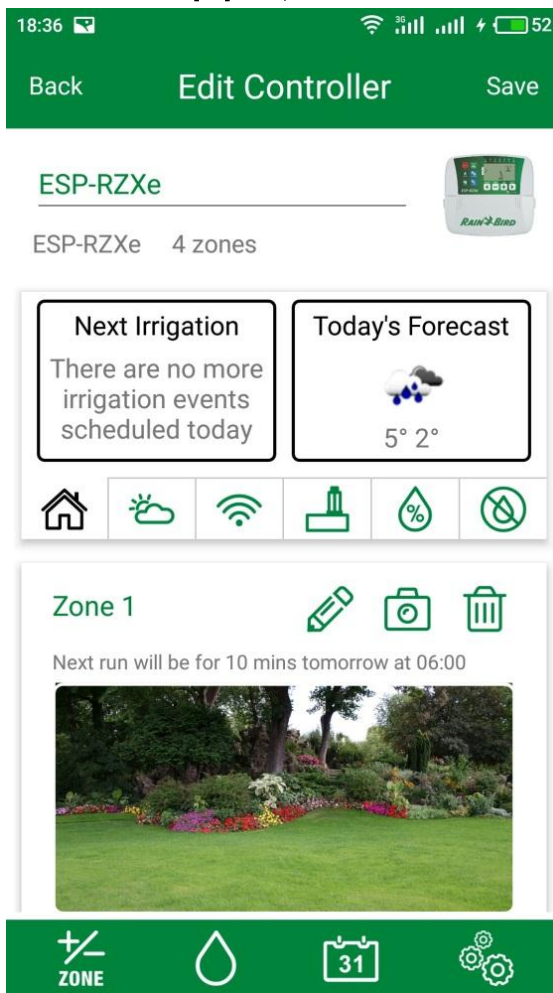 18:36
3G
52
Back
Edit Controller
Save
ESP-RZXe
RAIN BIRD
ESP-RZXe 4 zones
Next Irrigation
There are no more
irrigation events
scheduled today
Today's Forecast
5° 2°
%
Zone 1
Next run will be for 10 mins tomorrow at 06:00
+/-
ZONE
31